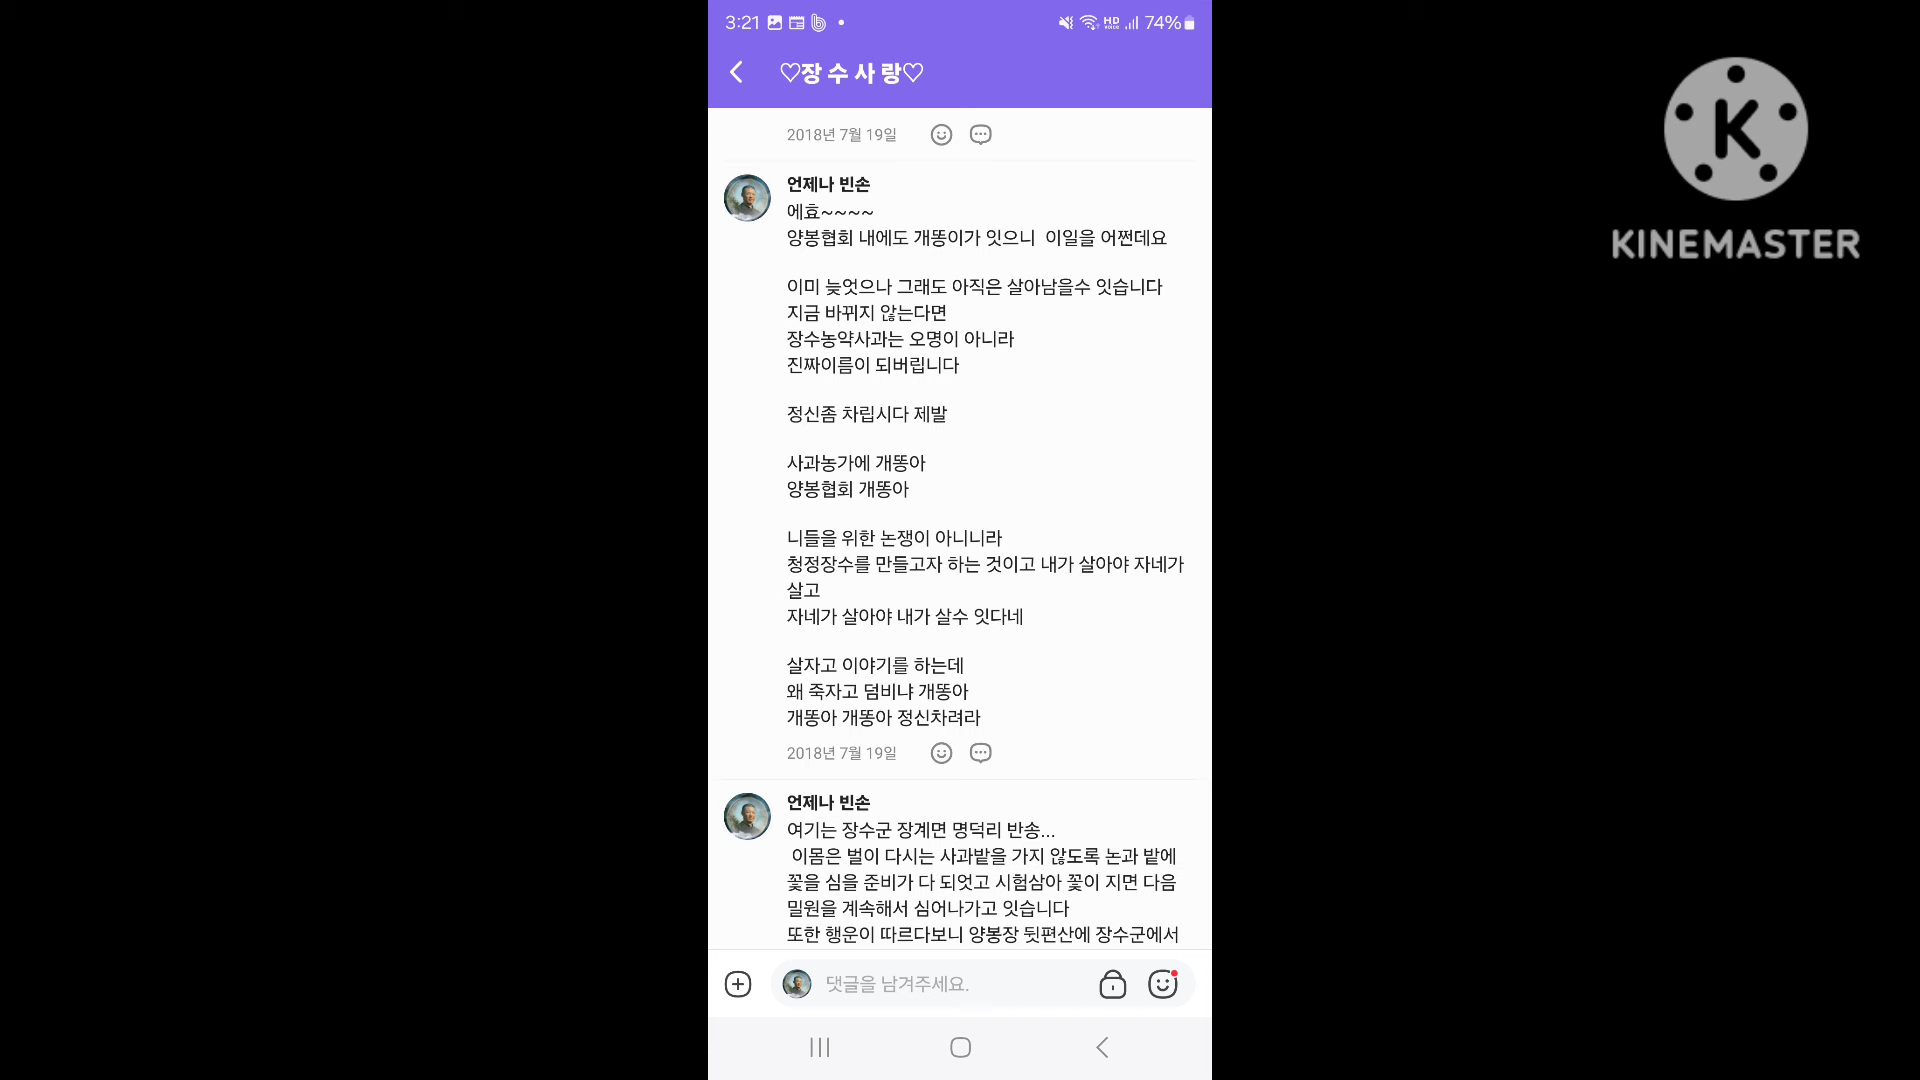 3:21
HD
voice
74%
♡장 수 사 랑♡
2018년 7월 19일
언제나 빈손
에효~~~~
양봉협회 내에도 개똥이가 잇으니 이일을 어쩐데요
이미 늦엇으나 그래도 아직은 살아남을수 잇습니다
지금 바뀌지 않는다면
장수농약사과는 오명이 아니라
진짜이름이 되버립니다
정신좀 차립시다 제발
사과농가에 개똥아
양봉협회 개똥아
니들을 위한 논쟁이 아니니라
청정장수를 만들고자 하는 것이고 내가 살아야 자네가
살고
자네가 살아야 내가 살수 잇다네
살자고 이야기를 하는데
왜 죽자고 덤비냐 개똥아
개똥아 개똥아 정신차려라
2018년 7월 19일
언제나 빈손
여기는 장수군 장계면 명덕리 반송...
이몸은 벌이 다시는 사과밭을 가지 않도록 논과 밭에
꽃을 심을 준비가 다 되엇고 시험삼아 꽃이 지면 다음
밀원을 계속해서 심어나가고 잇습니다
또한 행운이 따르다보니 양봉장 뒷편산에 장수군에서
댓글을 남겨주세요.
K
KINEMASTER